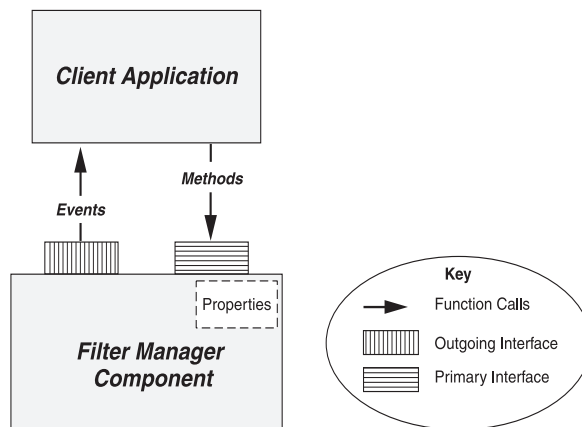 Client Application
Methods
Events
Properties
Filter Manager
Component
Key
Function Calls
Outgoing Interface
Primary Interface